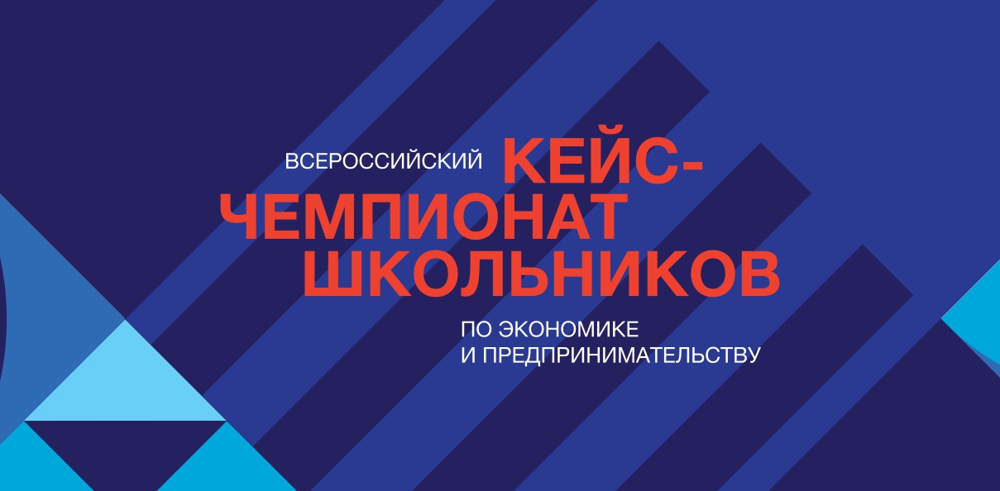 ВСЕРОССИЙСКИЙ КЕЙС-
ЧЕМПИОНАТ
ШКОЛЬНИКОВ
ПО ЭКОНОМИКЕ
И ПРЕДПРИНИМАТЕЛЬСТВУ